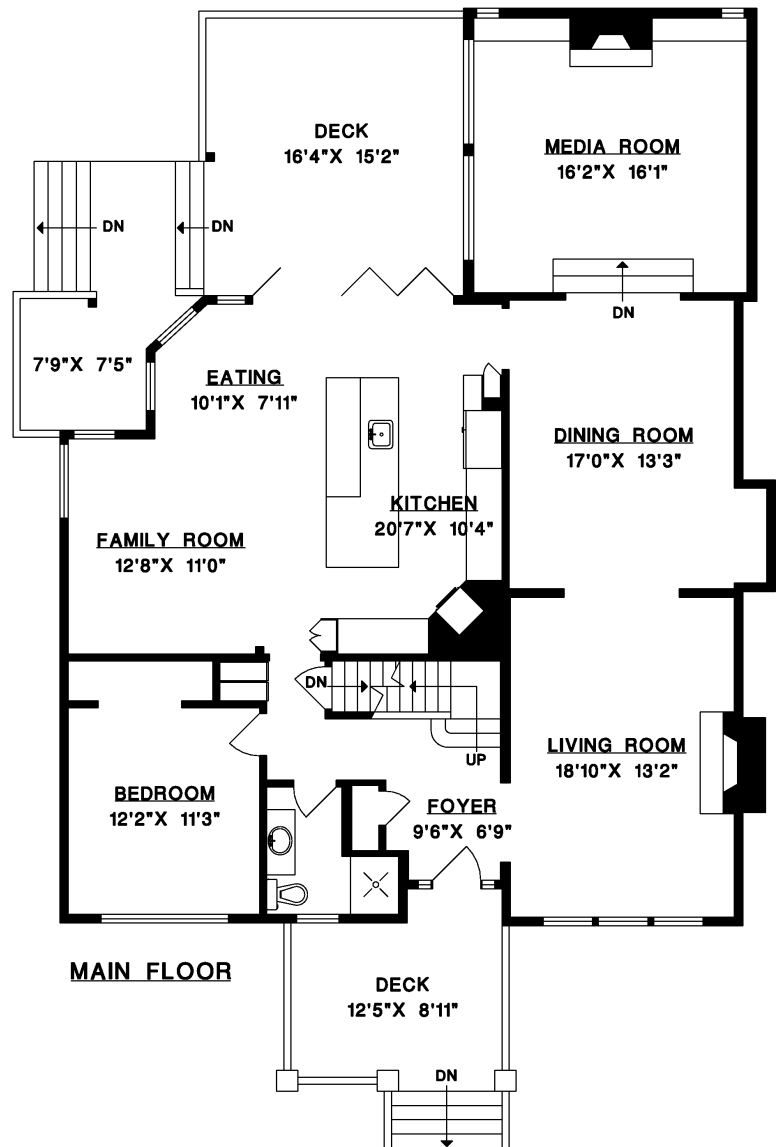 DECK
16'4"X 15'2"
MEDIA ROOM
16'2"X 16'1"
DN
DN
DN
7'9"X 7'5"
EATING
10'1"X 7'11"
DINING ROOM
17'0"X 13'3"
KITCHEN
20'7"X 10'4"
FAMILY ROOM
12'8"X 11'0"
DN
UP
LIVING ROOM
18'10"X 13'2"
BEDROOM
12'2"X 11'3"
FOYER
9'6"X 6'9"
MAIN FLOOR
DECK
12'5"X 8'11"
DN